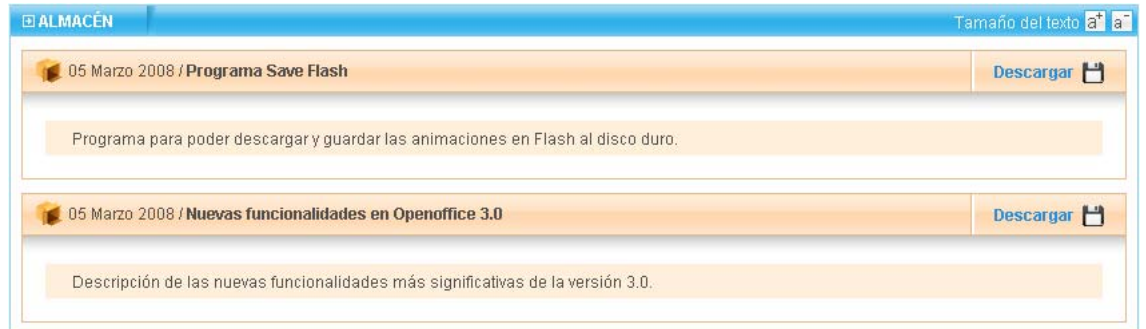 ALMACÉN
Tamaño del texto a+ a-
05 Marzo 2008 / Programa Save Flash Descargar
Programa para poder descargar y guardar las animaciones en Flash al disco duro.
05 Marzo 2008 / Nuevas funcionalidades en Openoffice 3.0 Descargar
Descripción de las nuevas funcionalidades más significativas de la versión 3.0.